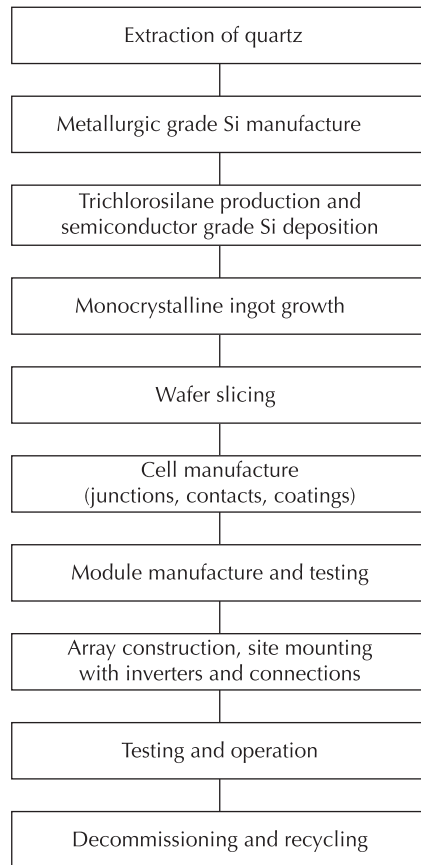 Extraction of quartz
Metallurgic grade Si manufacture
Trichlorosilane production and
semiconductor grade Si deposition
Monocrystalline ingot growth
Wafer slicing
Cell manufacture
(junctions, contacts, coatings)
Module manufacture and testing
Array construction, site mounting
with inverters and connections
Testing and operation
Decommissioning and recycling